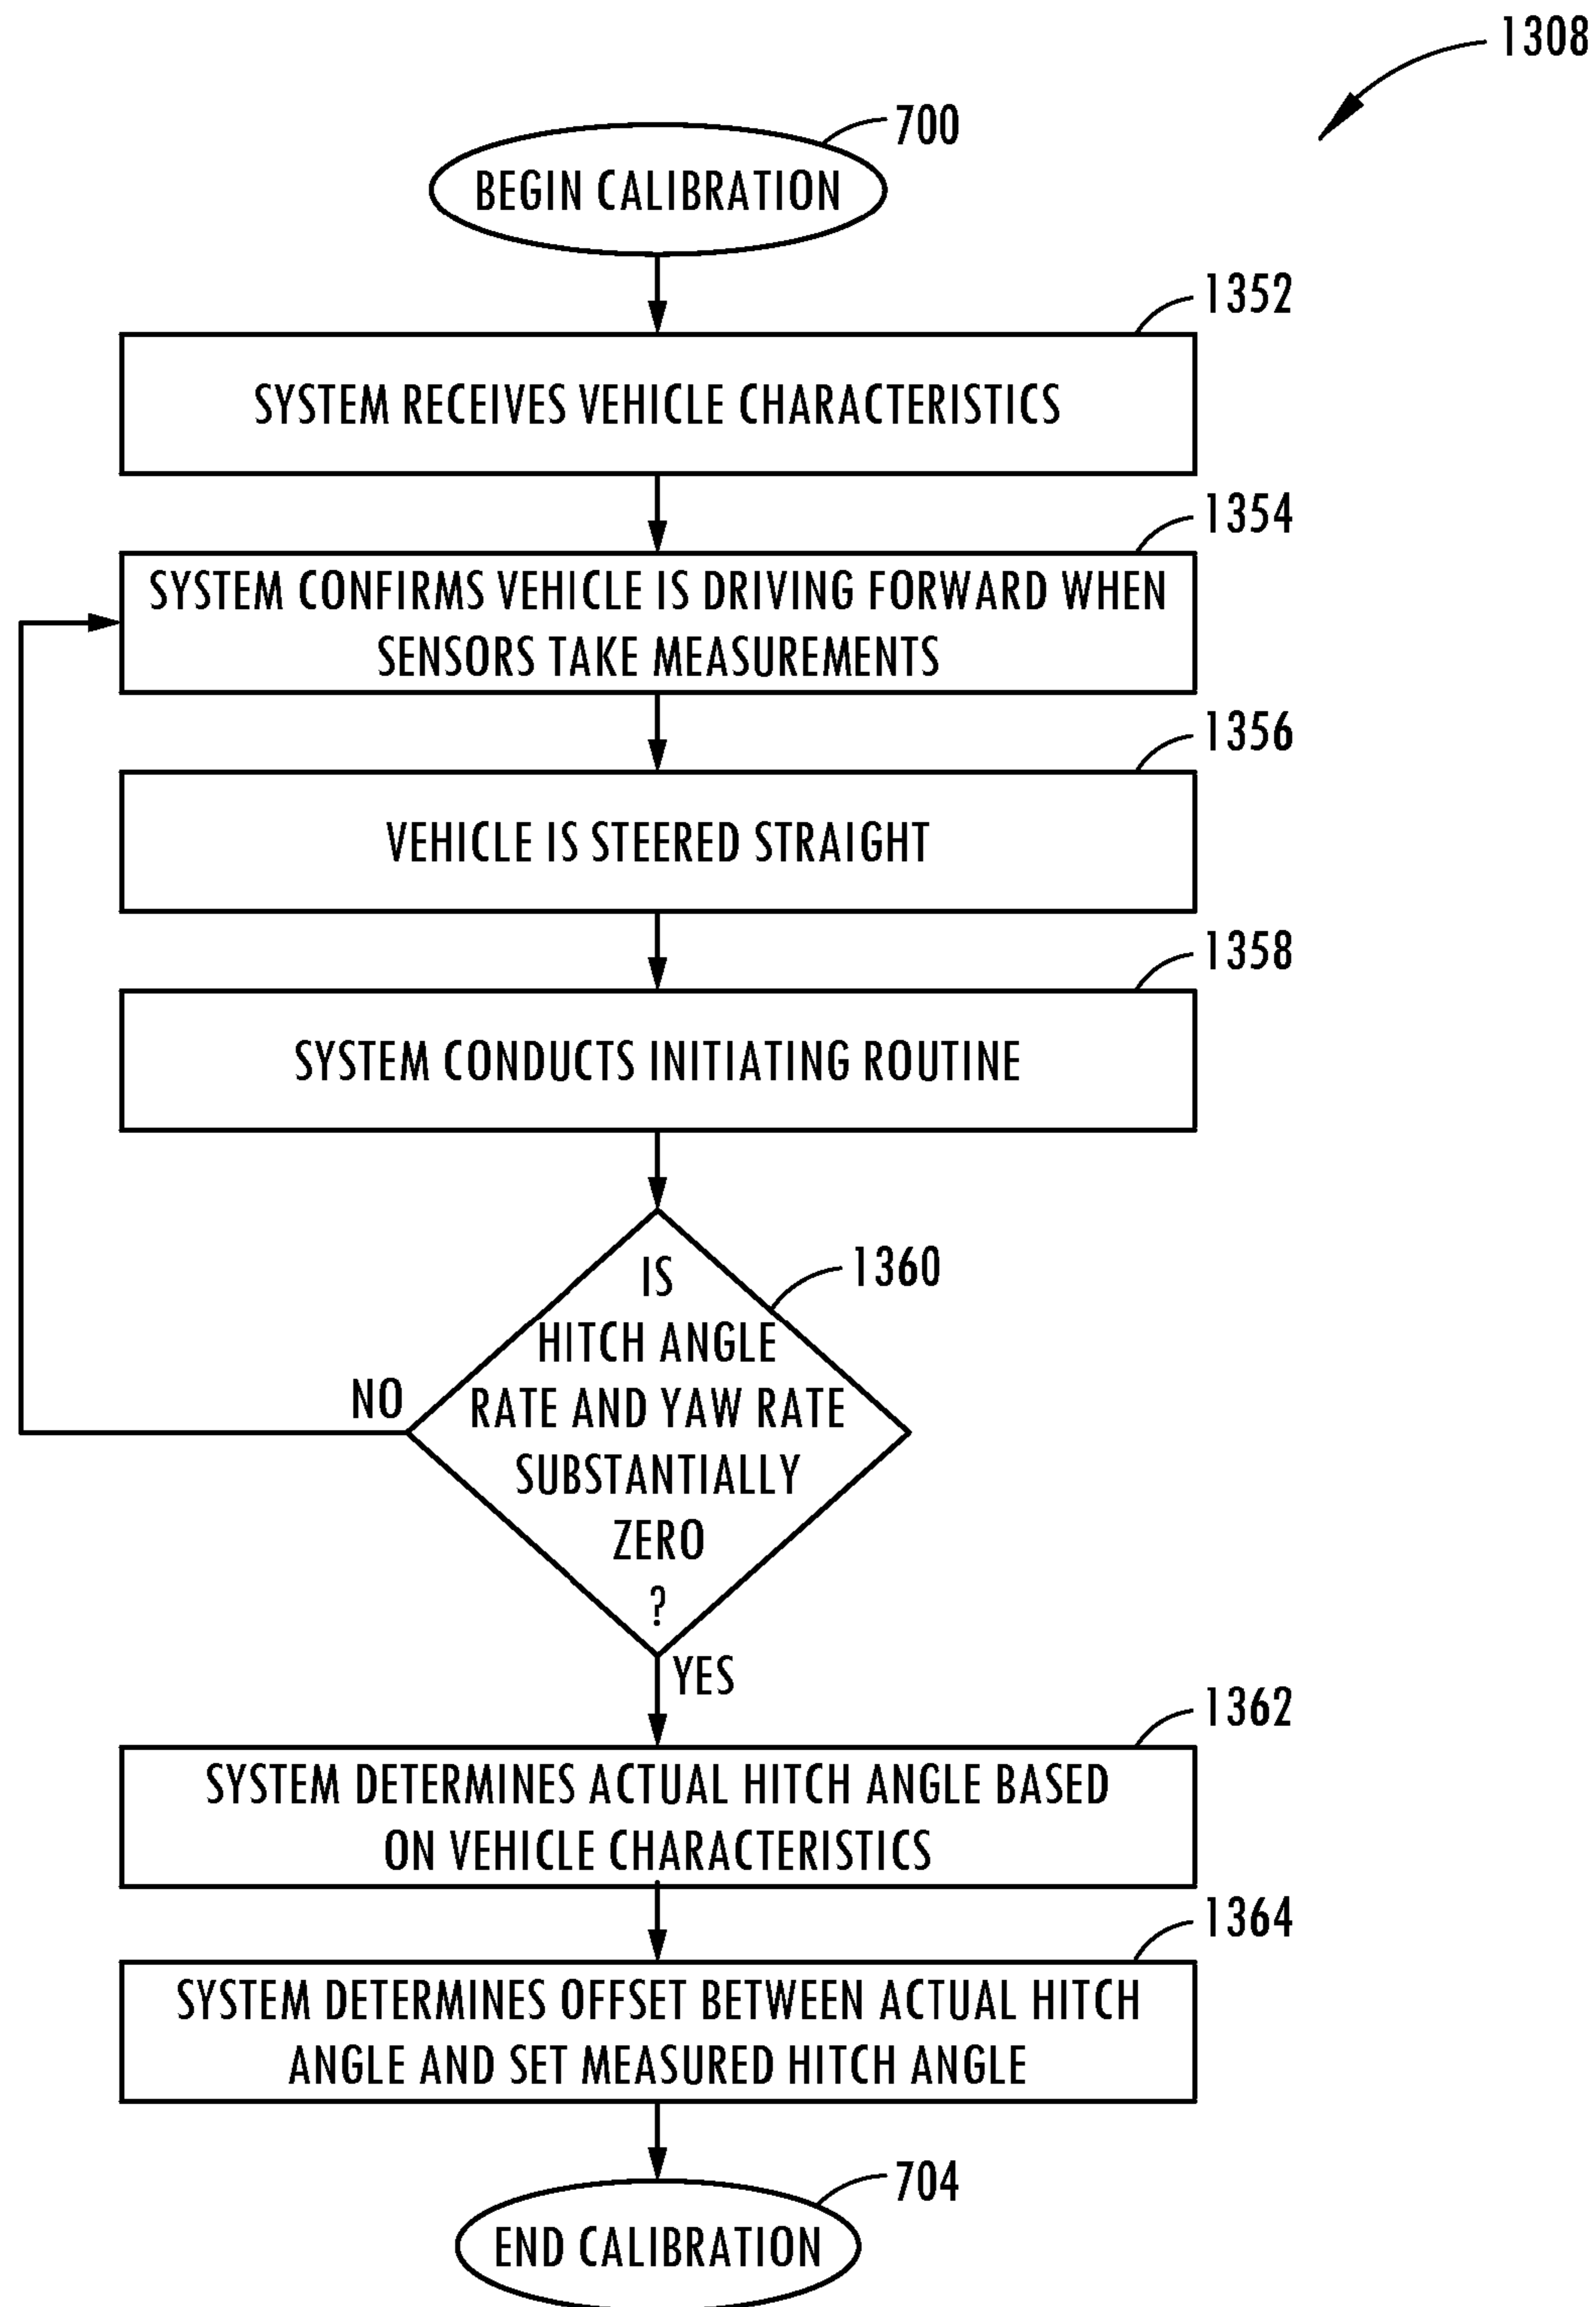 1308
700
BEGIN CALIBRATION
1352
SYSTEM RECEIVES VEHICLE CHARACTERISTICS
1354
SYSTEM CONFIRMS VEHICLE IS DRIVING FORWARD WHEN
SENSORS TAKE MEASUREMENTS
1356
VEHICLE IS STEERED STRAIGHT
1358
SYSTEM CONDUCTS INITIATING ROUTINE
1360
IS
HITCH ANGLE
RATE AND YAW RATE
SUBSTANTIALLY
ZERO
?
NO
YES
1362
SYSTEM DETERMINES ACTUAL HITCH ANGLE BASED
ON VEHICLE CHARACTERISTICS
1364
SYSTEM DETERMINES OFFSET BETWEEN ACTUAL HITCH
ANGLE AND SET MEASURED HITCH ANGLE
704
END CALIBRATION